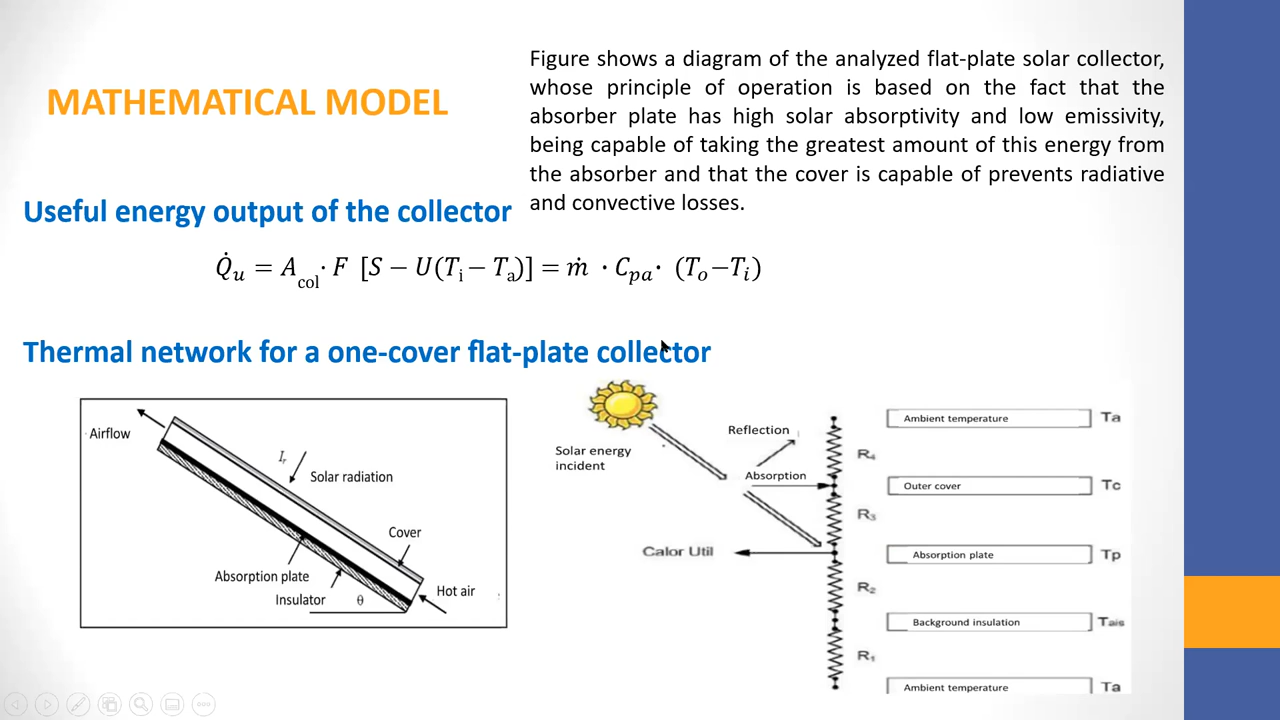 MATHEMATICAL MODEL
Figure shows a diagram of the analyzed flat-plate solar collector,
whose principle of operation is based on the fact that the
absorber plate has high solar absorptivity and low emissivity,
being capable of taking the greatest amount of this energy from
the absorber and that the cover is capable of prevents radiative
and convective losses.
Useful energy output of the collector
Q̇u = A col · F [S − U(Ti − Ta)] = ṁ · Cpa · (To − Ti)
Thermal network for a one-cover flat-plate collector
Airflow
Ir
Solar radiation
Cover
Absorption plate
Insulator
θ
Hot air
Solar energy
incident
Reflection
Absorption
Calor Util
R4
R3
R2
R1
Ambient temperature Ta
Outer cover Tc
Absorption plate Tp
Background insulation Tais
Ambient temperature Ta